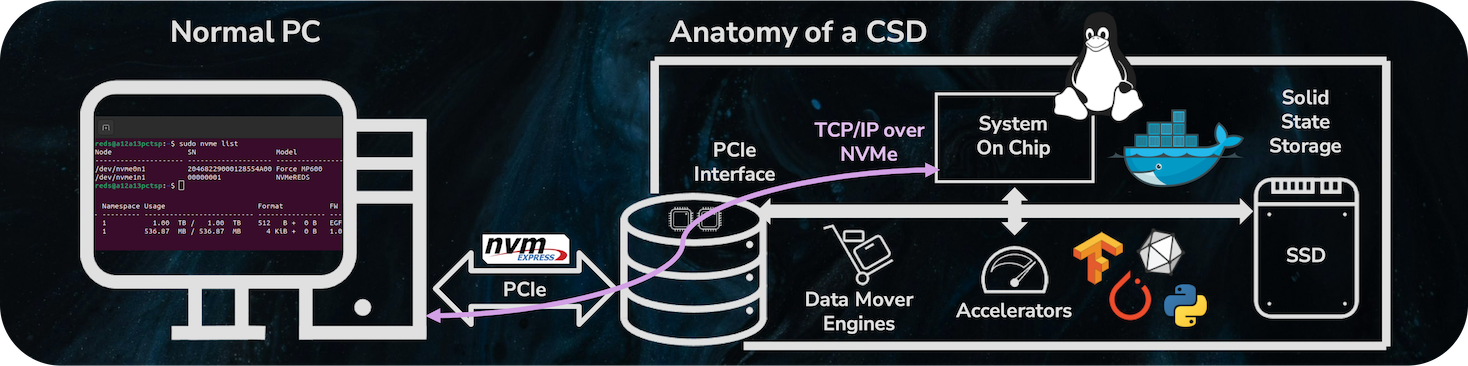 Normal PC
reds@a12a13pctsp:~$ sudo nvme list
Node SN Model
/dev/nvme0n1 20468229000128554A00 Force MP600
/dev/nvme1n1 00000001 NVMeREDS
reds@a12a13pctsp:~$
Namespace Usage Format FW
1 1.00 TB / 1.00 TB 512 B + 0 B EGF
1 536.87 MB / 536.87 MB 4 KiB + 0 B 1.0
nvm
EXPRESS
PCIe
Anatomy of a CSD
PCIe
Interface
TCP/IP over
NVMe
System
On Chip
Solid
State
Storage
Data Mover
Engines
Accelerators
SSD